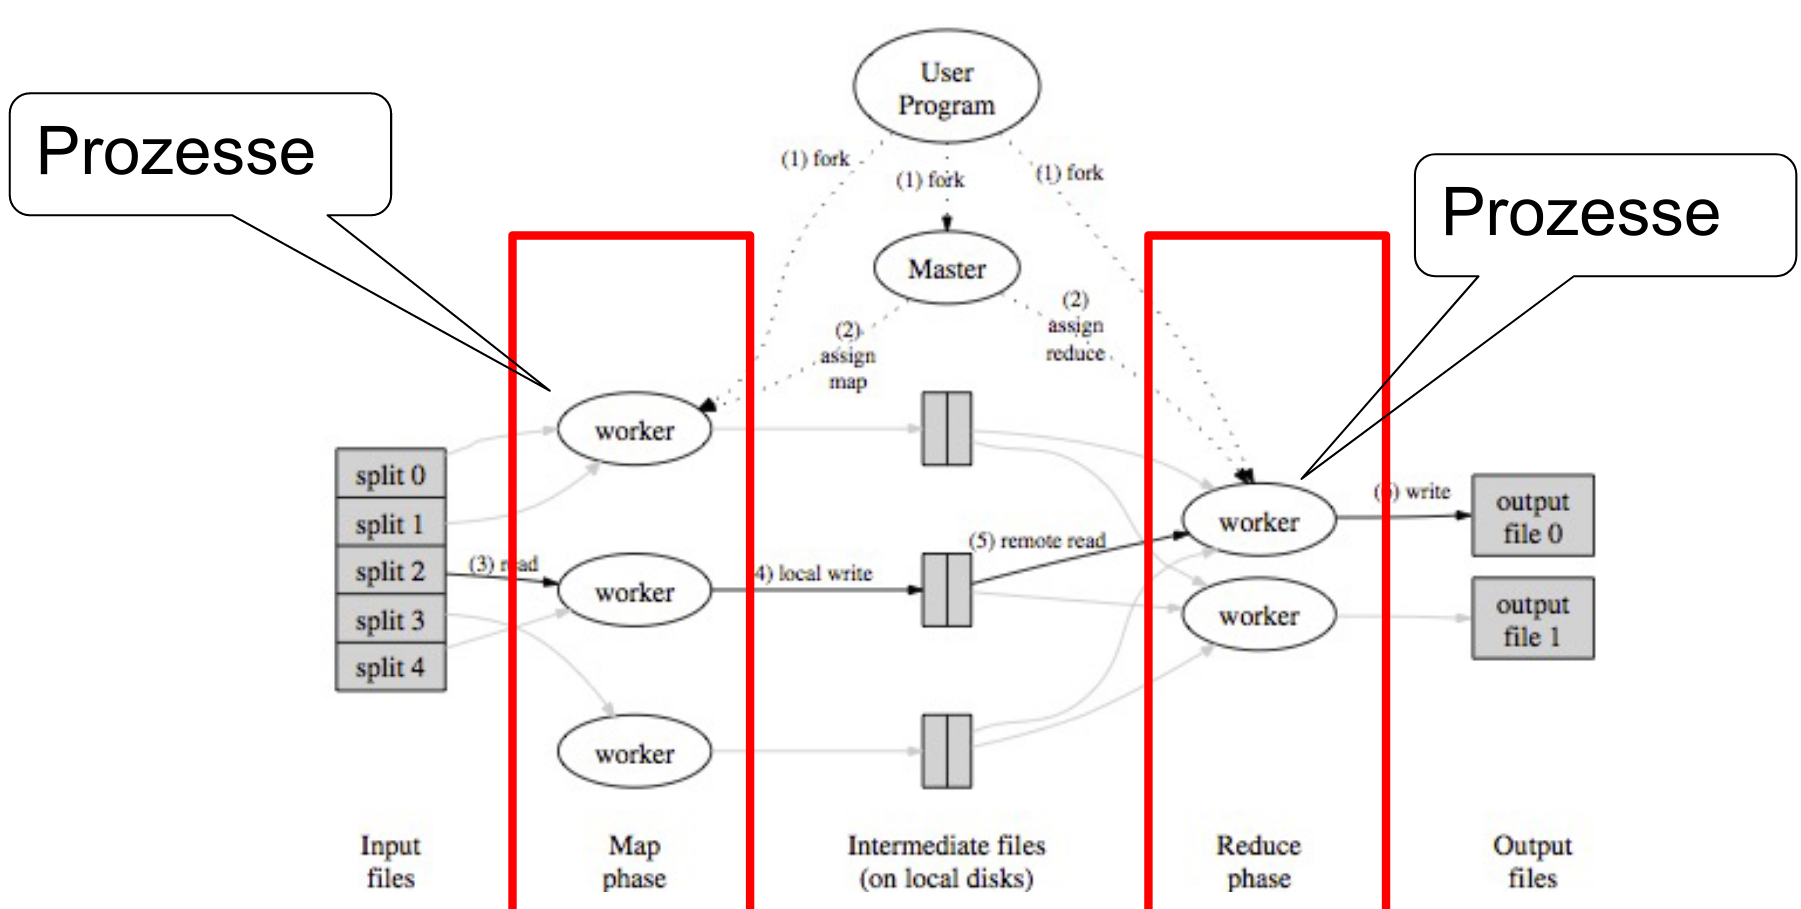 User
Program
Prozesse
(1) fork
(1) fork
(1) fork
Prozesse
Master
(2)
assign
map
(2)
assign
reduce
worker
split 0
split 1
split 2
split 3
split 4
(3) read
worker
4) local write
(5) remote read
worker
worker
worker
write
output
file 0
output
file 1
Input
files
Map
phase
Intermediate files
(on local disks)
Reduce
phase
Output
files